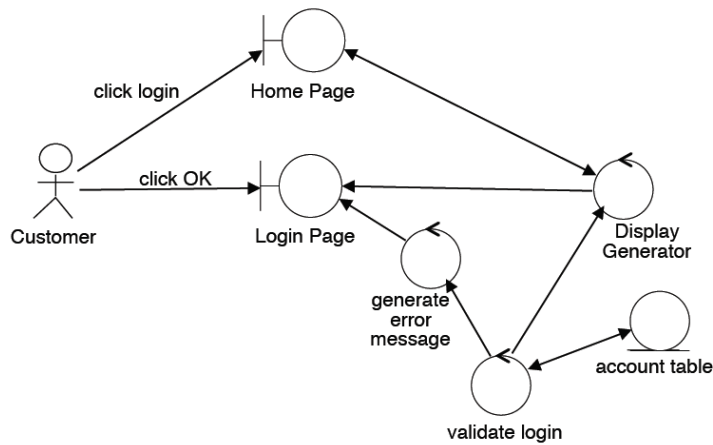 click login
Home Page
click OK
Customer
Login Page
Display
Generator
generate
error
message
account table
validate login